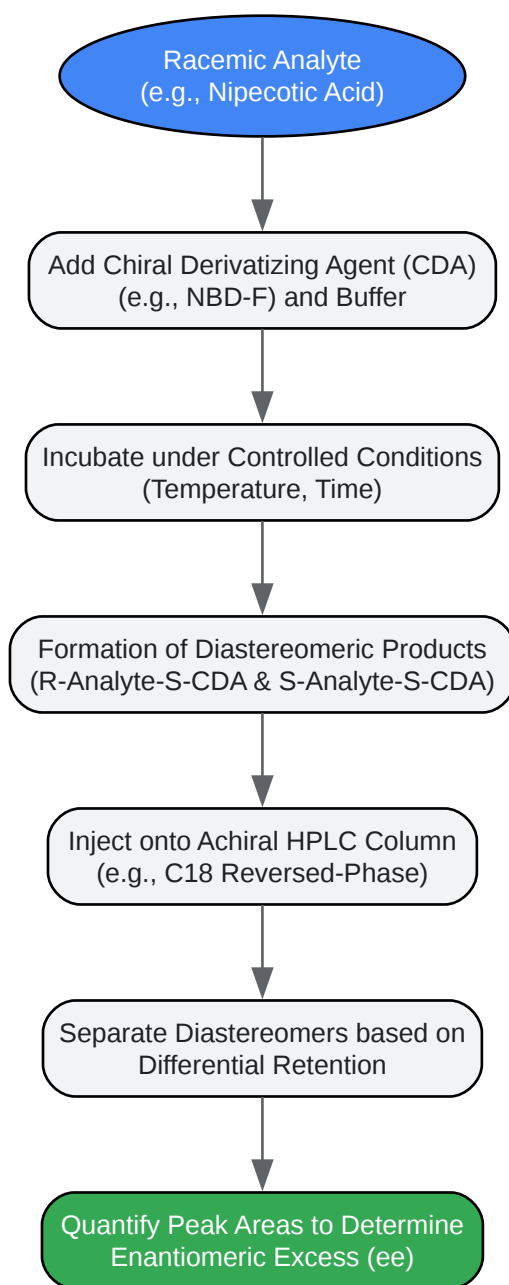 Racemic Analyte
(e.g., Nipecotic Acid)
Add Chiral Derivatizing Agent (CDA)
(e.g., NBD-F) and Buffer
Incubate under Controlled Conditions
(Temperature, Time)
Formation of Diastereomeric Products
(R-Analyte-S-CDA & S-Analyte-S-CDA)
Inject onto Achiral HPLC Column
(e.g., C18 Reversed-Phase)
Separate Diastereomers based on
Differential Retention
Quantify Peak Areas to Determine
Enantiomeric Excess (ee)